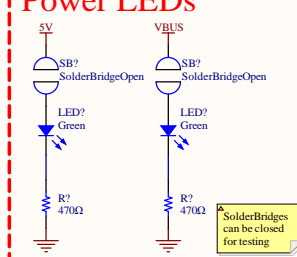 Power LEDs
5V
VBUS
SB?
SolderBridgeOpen
SB?
SolderBridgeOpen
LED?
Green
LED?
Green
R?
470Ω
R?
470Ω
SolderBridges
can be closed
for testing